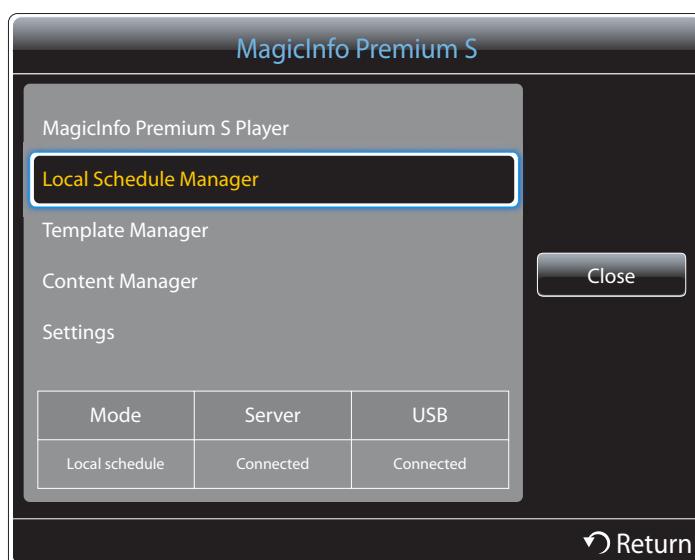 MagicInfo Premium S
MagicInfo Premium S Player
Local Schedule Manager
Template Manager
Content Manager
Settings
Close
Mode Server USB
Local schedule Connected Connected
Return